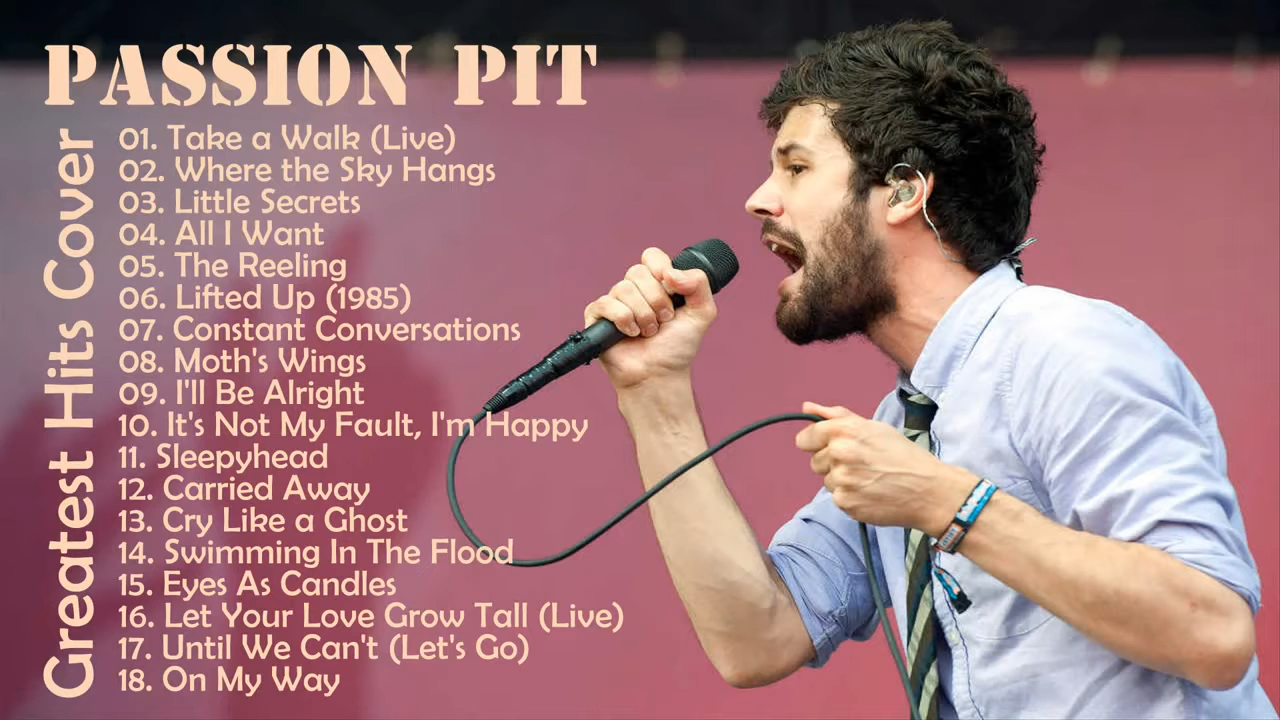 PASSION PIT
Greatest Hits Cover
01. Take a Walk (Live)
02. Where the Sky Hangs
03. Little Secrets
04. All I Want
05. The Reeling
06. Lifted Up (1985)
07. Constant Conversations
08. Moth's Wings
09. I'll Be Alright
10. It's Not My Fault, I'm Happy
11. Sleepyhead
12. Carried Away
13. Cry Like a Ghost
14. Swimming In The Flood
15. Eyes As Candles
16. Let Your Love Grow Tall (Live)
17. Until We Can't (Let's Go)
18. On My Way